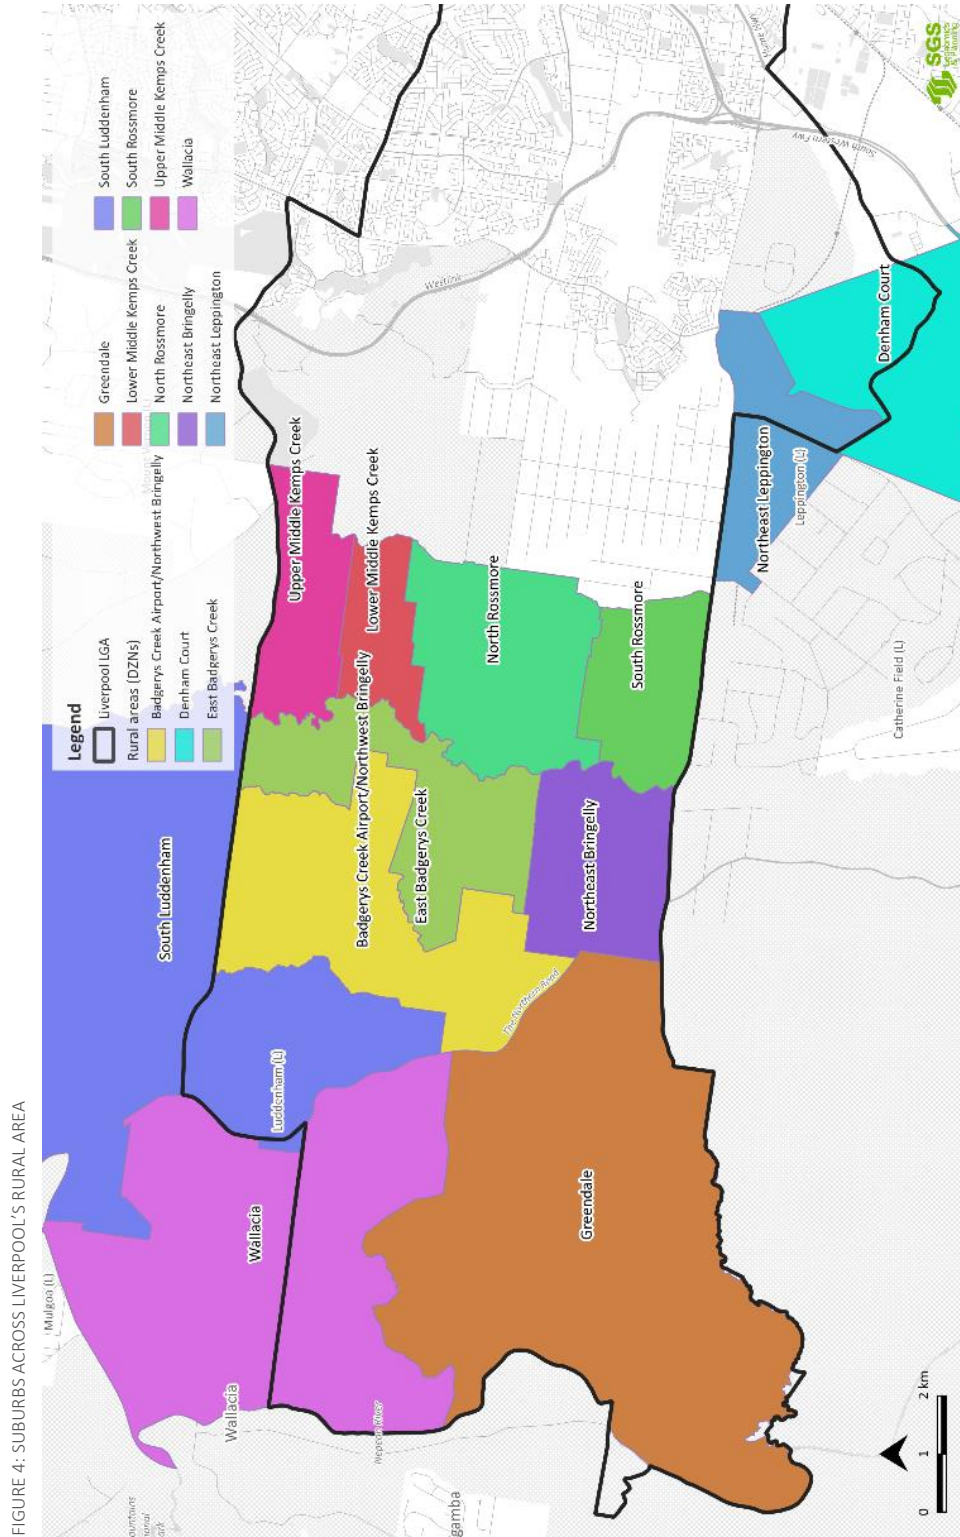 FIGURE 4: SUBURBS ACROSS LIVERPOOL'S RURAL AREA
Legend
Liverpool LGA
Rural areas (DZNs)
Badgerys Creek Airport/Northwest Bringelly
Denham Court
East Badgerys Creek
Greendale
Lower Middle Kemps Creek
North Rossmore
Northeast Bringelly
Northeast Leppington
South Luddenham
South Rossmore
Upper Middle Kemps Creek
Wallacia
Mulgoa (L)
South Luddenham
Wallacia
Wallacia
Luddenham (L)
Upper Middle Kemps Creek
Lower Middle Kemps Creek
Badgerys Creek Airport/Northwest Bringelly
East Badgerys Creek
North Rossmore
South Rossmore
Northeast Bringelly
The Northern Road
Greendale
Nepean River
gamba
Westlink
South Western Fwy
Northeast Leppington
Leppington (L)
Denham Court
Catherine Field (L)
0 1 2 km
SGS
Economics
& Planning